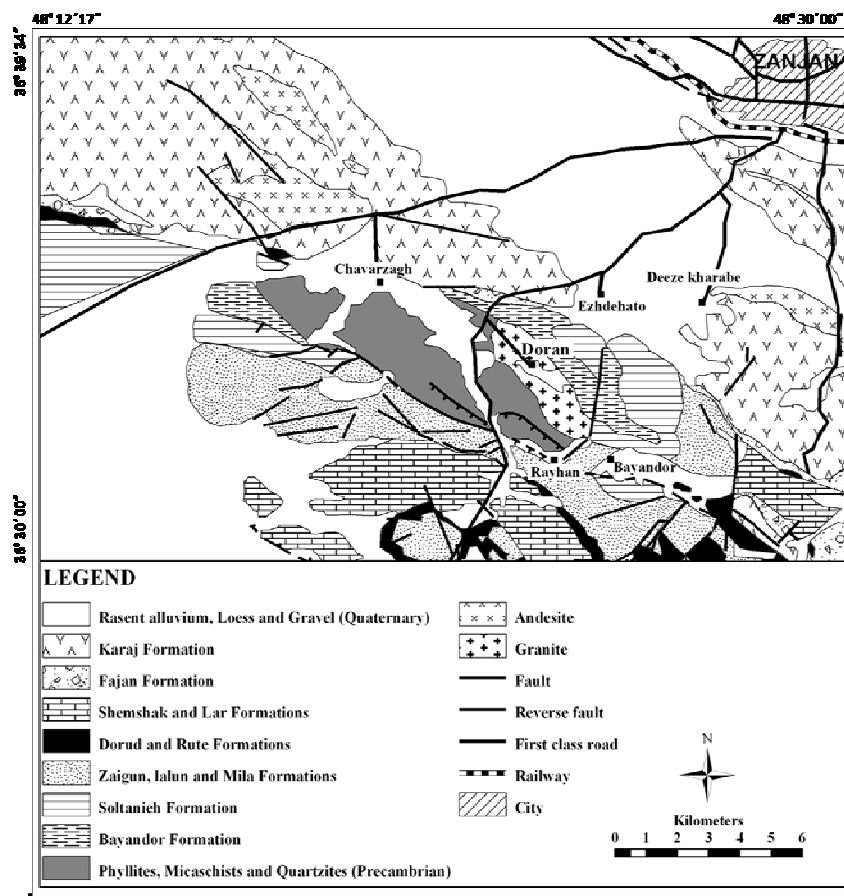 48° 12' 17"
48° 30' 00"
36° 39' 34"
ZANJAN
Chavarzagh
Deeze kharabe
Ezhdehato
Doran
Rayhan
Bayandor
36° 30' 00"
LEGEND
Rasent alluvium, Loess and Gravel (Quaternary)
Karaj Formation
Fajan Formation
Shemshak and Lar Formations
Dorud and Rute Formations
Zaigun, lalun and Mila Formations
Soltanieh Formation
Bayandor Formation
Phyllites, Micaschists and Quartzites (Precambrian)
Andesite
Granite
Fault
Reverse fault
First class road
Railway
City
N
Kilometers
0 1 2 3 4 5 6